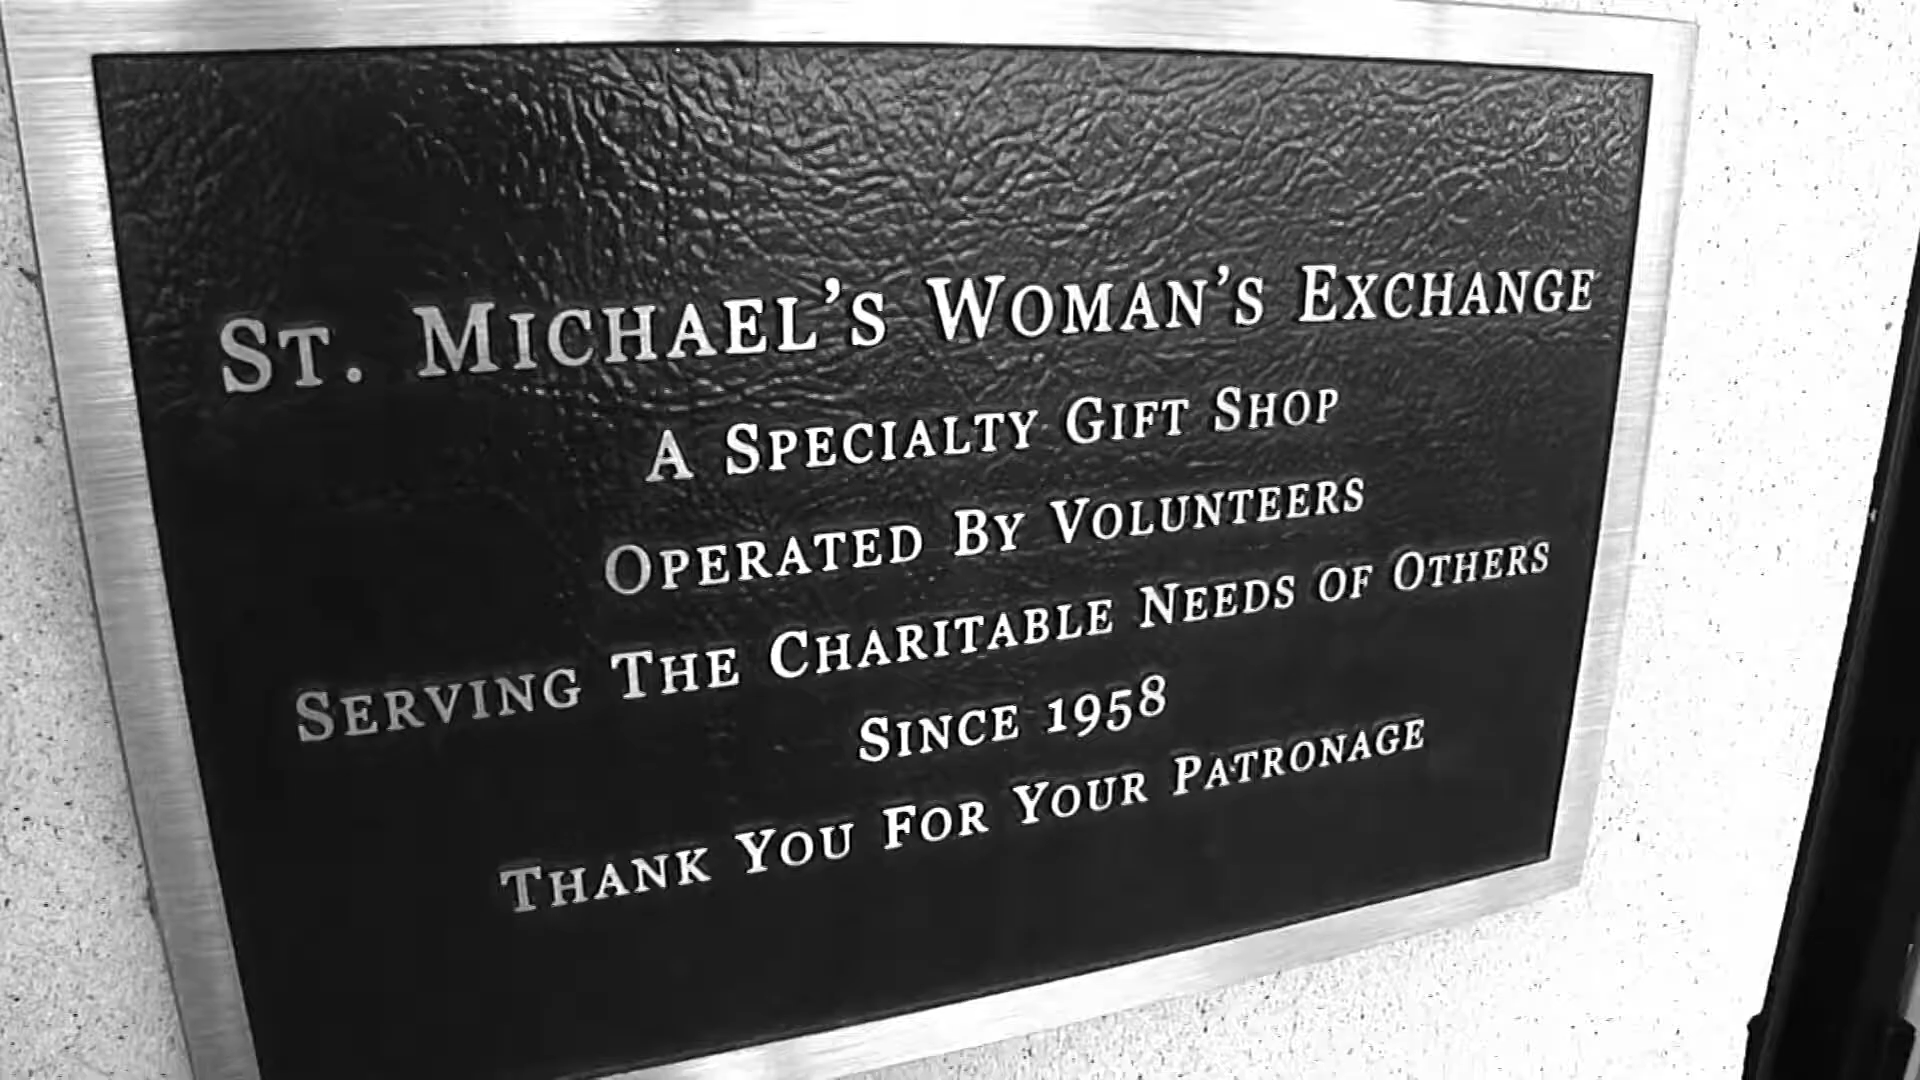 St. Michael's Woman's Exchange
A Specialty Gift Shop
Operated By Volunteers
Serving The Charitable Needs of Others
Since 1958
Thank You For Your Patronage